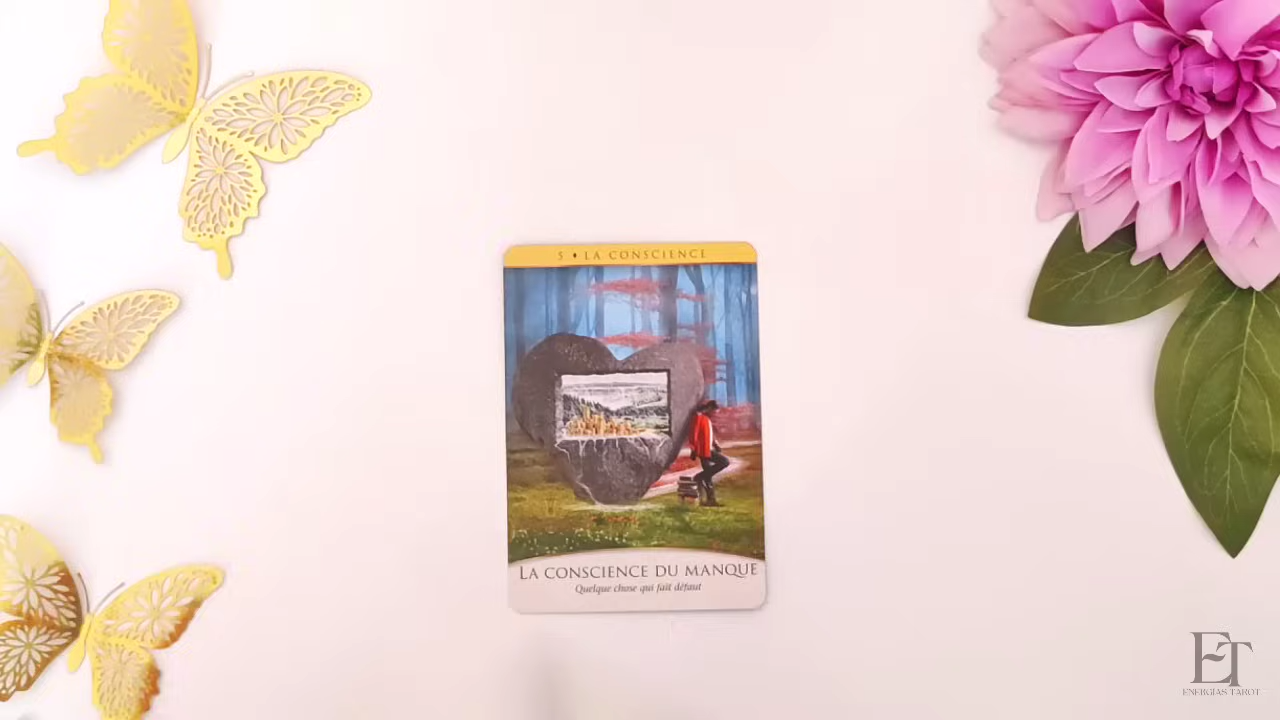 5 ♦ LA CONSCIENCE
LA CONSCIENCE DU MANQUE
Quelque chose qui fait défaut
ET
ENERGIAS TAROT